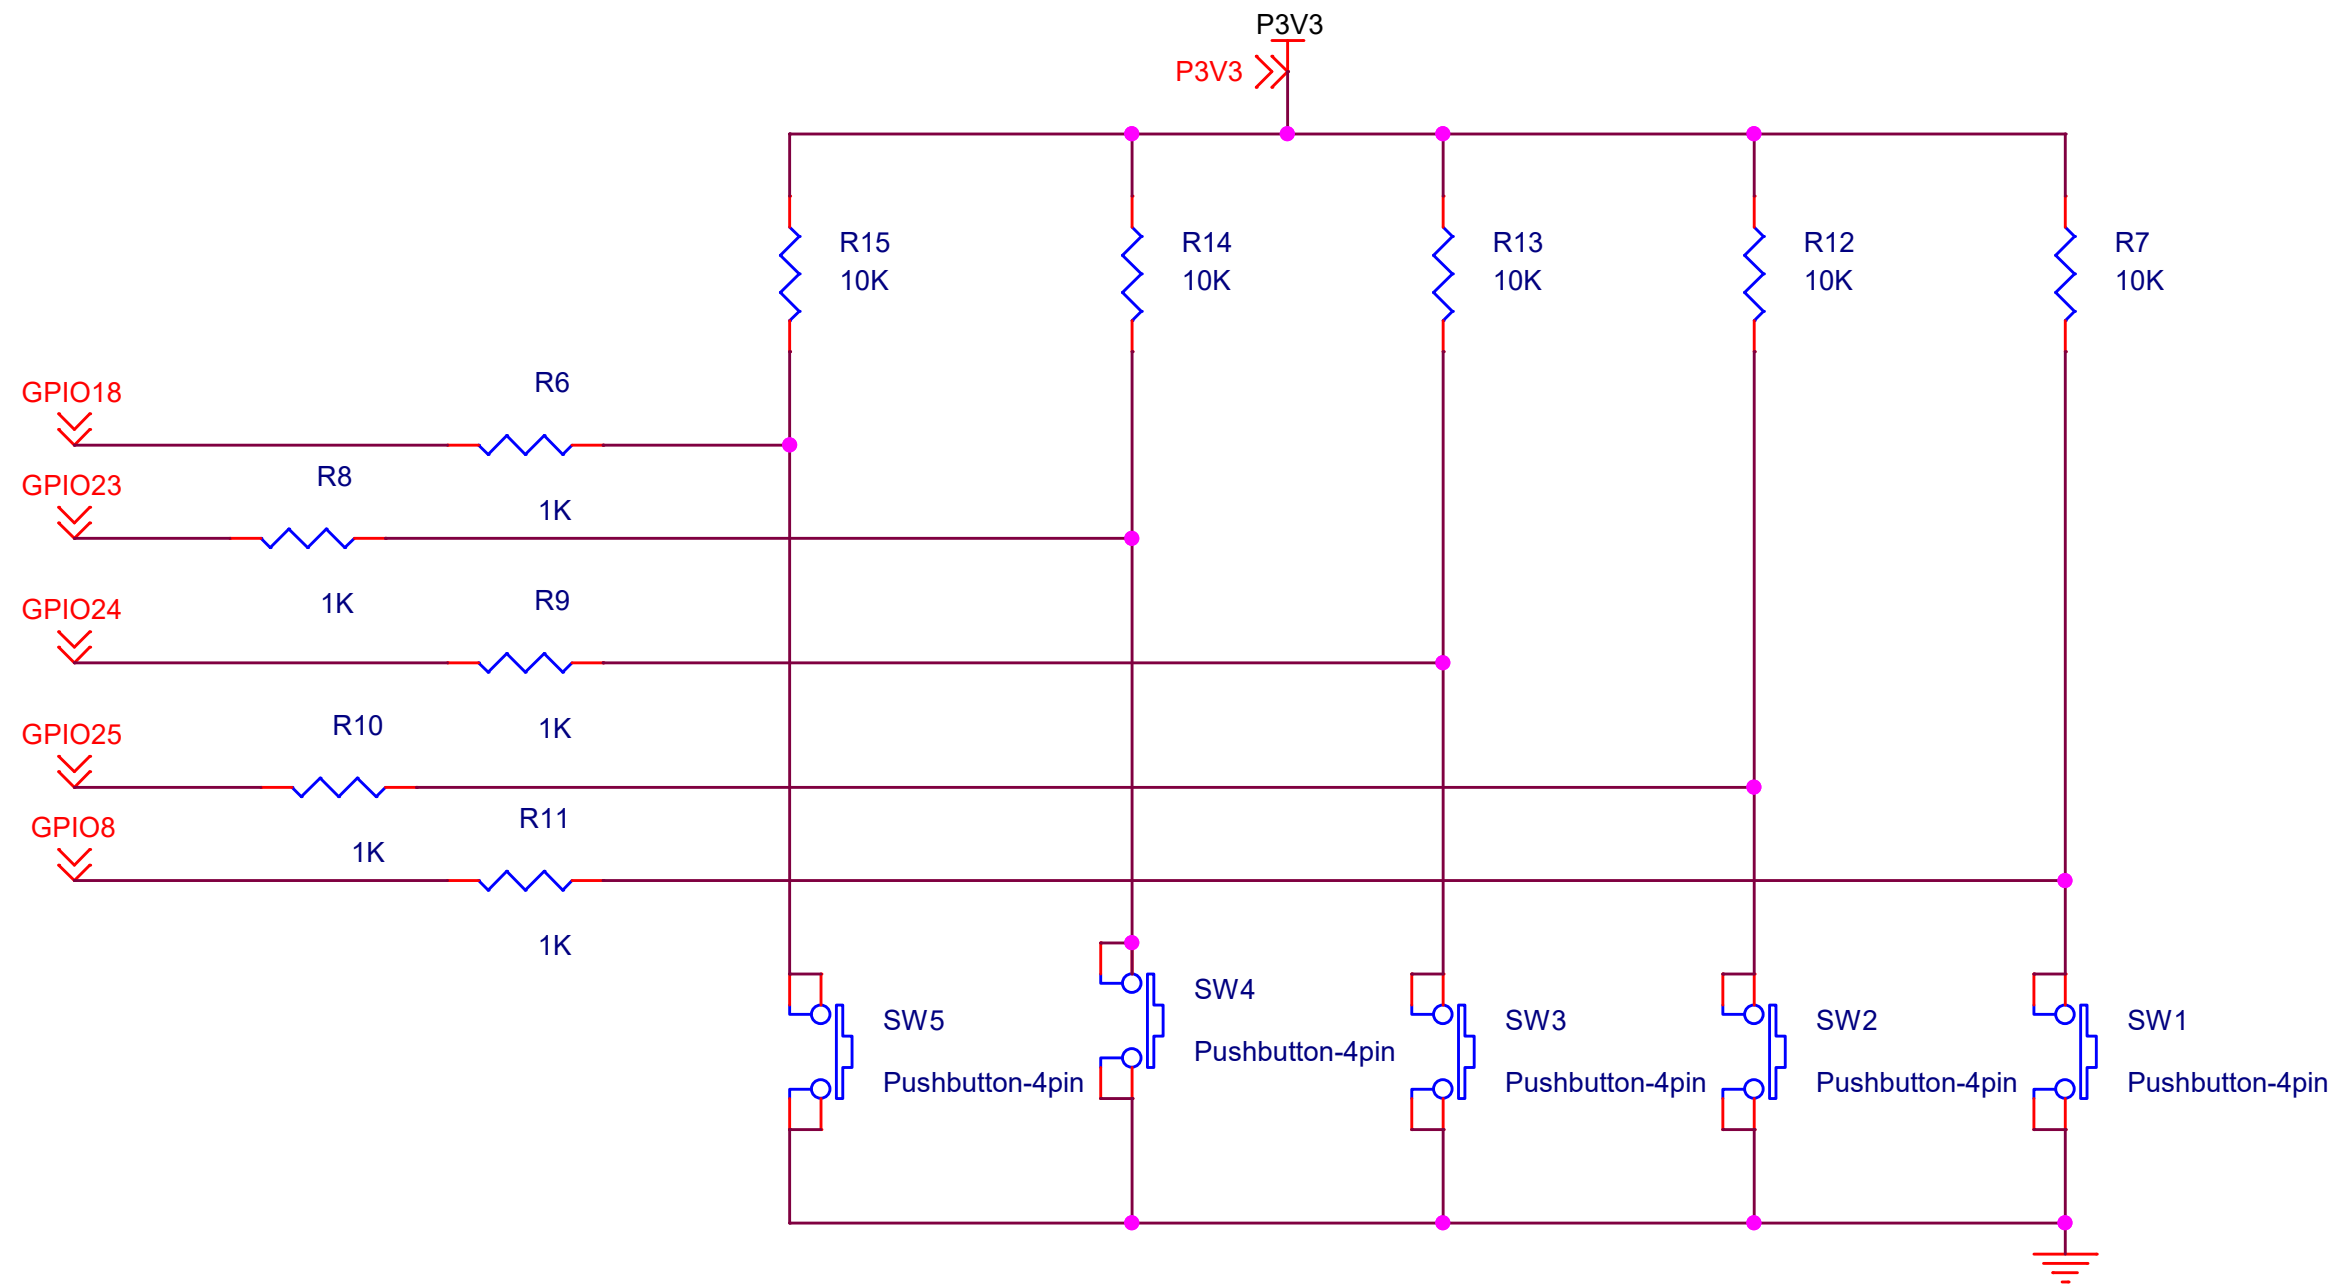 P3V3
P3V3
R15
10K
R14
10K
R13
10K
R12
10K
R7
10K
GPIO18
R6
1K
GPIO23
R8
1K
GPIO24
R9
1K
GPIO25
R10
1K
GPIO8
R11
1K
SW5
Pushbutton-4pin
SW4
Pushbutton-4pin
SW3
Pushbutton-4pin
SW2
Pushbutton-4pin
SW1
Pushbutton-4pin